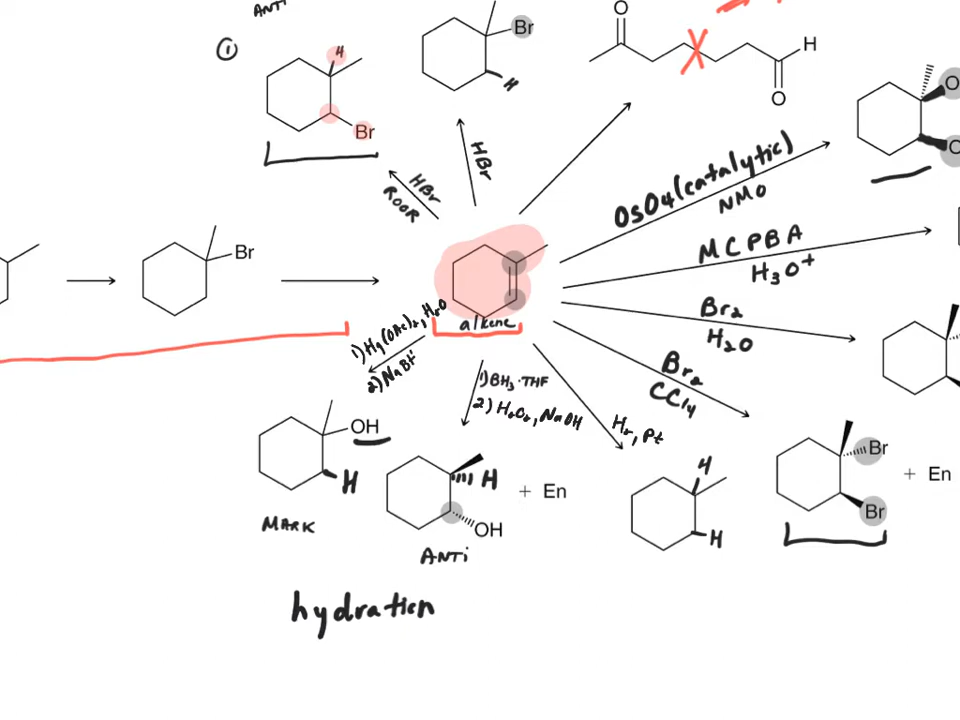 ANTI
①
H
Br
HBr
ROOR
Br
H
HBr
O
H
O
OsO4 (catalytic)
NMO
O
O
MCPBA
H3O+
Br
alkene
Br2
H2O
1) Hg(OAc)2, H2O
2) NaBH
Br2
CCl4
1) BH3·THF
2) H2O2, NaOH
H2, Pt
OH
H
MARK
H
OH
+ En
ANTi
H
H
Br
Br
+ En
hydration